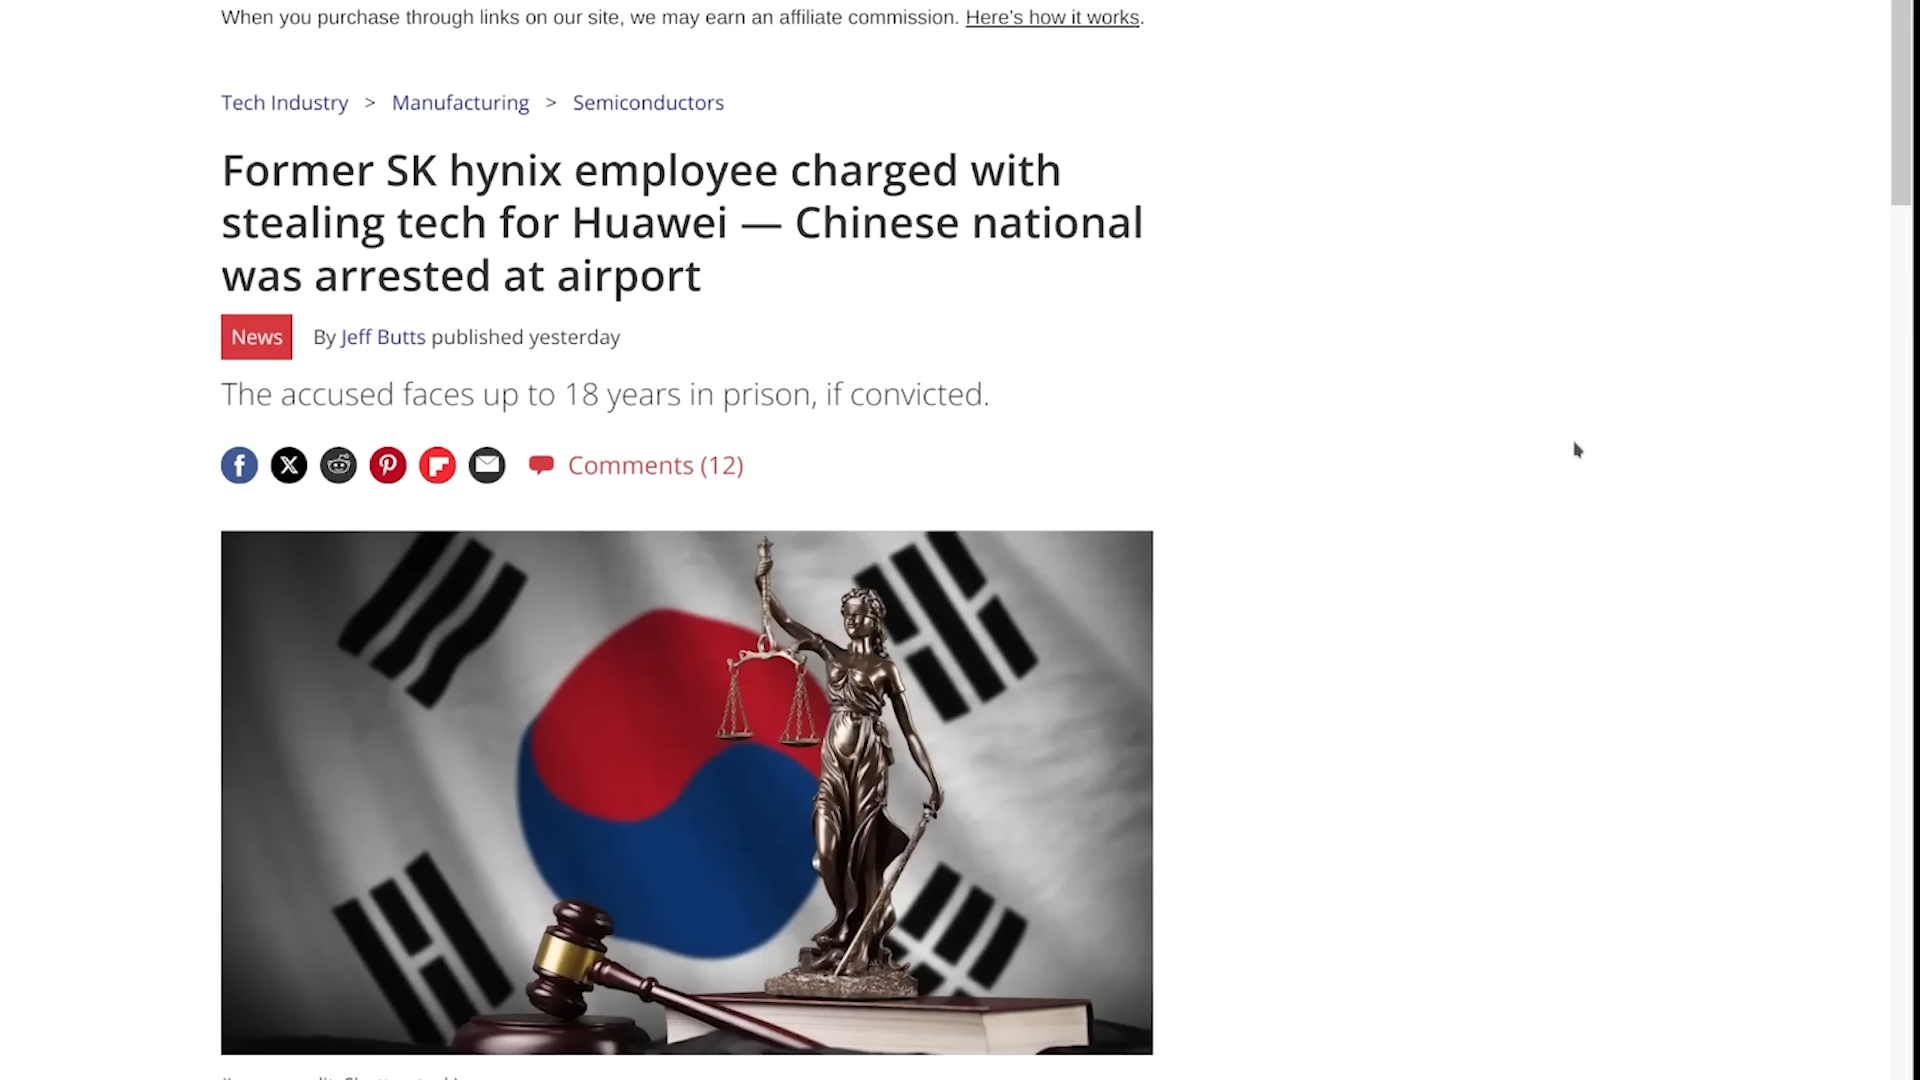 When you purchase through links on our site, we may earn an affiliate commission. Here’s how it works.
Tech Industry > Manufacturing > Semiconductors
Former SK hynix employee charged with
stealing tech for Huawei — Chinese national
was arrested at airport
News By Jeff Butts published yesterday
The accused faces up to 18 years in prison, if convicted.
Comments (12)